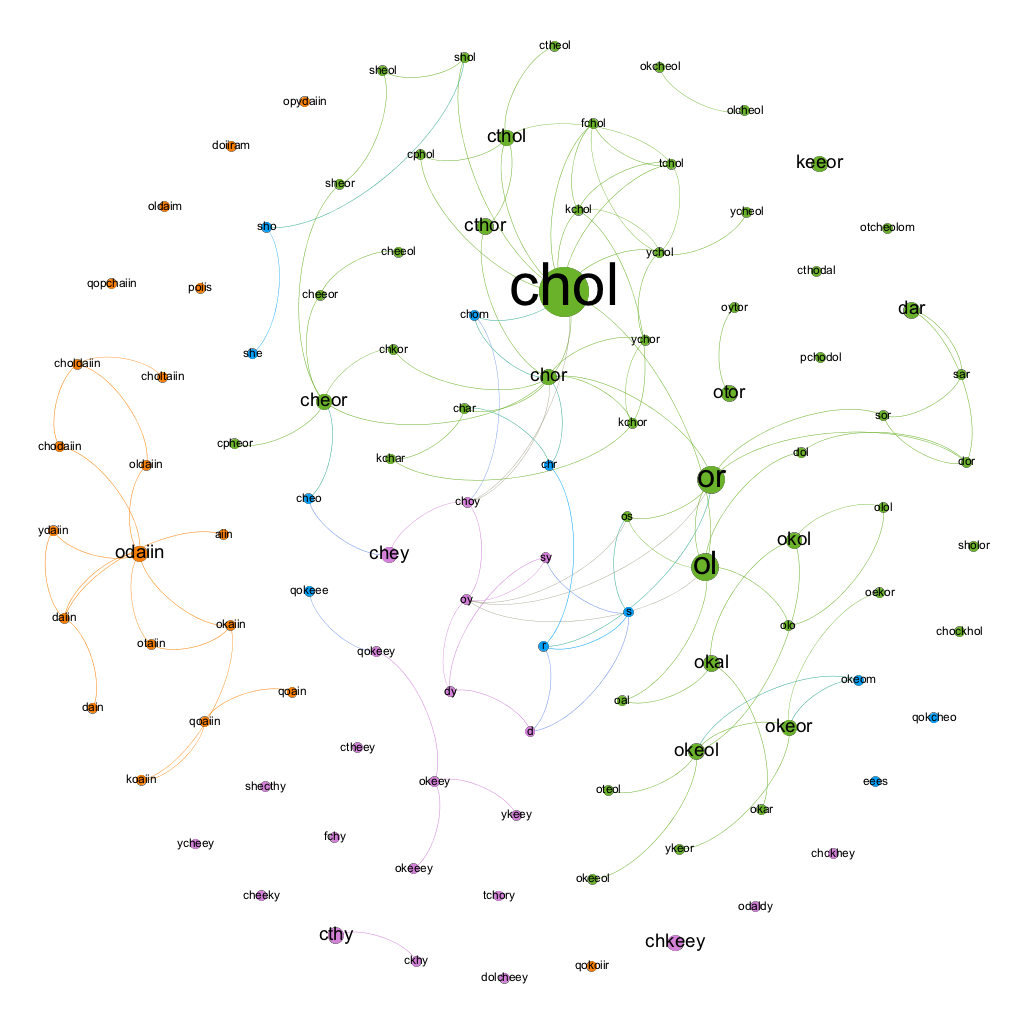 ctheol
shol
sheol
okcheol
opydaiin
olcheol
fchol
cthol
doiiram
cphol
tchol
keeor
sheor
oldaim
kchol
ycheol
sho
cthor
otcheolom
cheeol
ychol
cthodal
qopchaiin
polis
chol
cheeor
oytor
dar
chom
ychor
she
chkor
pchodol
choldaiin
choltaiin
chor
sar
otor
cheor
char
sor
kchor
cpheor
chodaiin
dol
oldaiin
kchar
chr
dor
or
cheo
choy
olol
os
ydaiin
aiin
okol
sholor
odaiin
chey
sy
ol
qokeee
oekor
oy
s
daiin
okaiin
olo
chockhol
otaiin
r
qokeey
okal
okeom
qoain
dy
oal
dain
qokcheo
qoaiin
okeor
d
ctheey
okeol
koaiin
okeey
eees
shecthy
oteol
okar
ykeey
fchy
ycheey
ykeor
chckhey
okeeey
okeeol
cheeky
tchory
odaldy
cthy
chkeey
ckhy
qokoiir
dolcheey